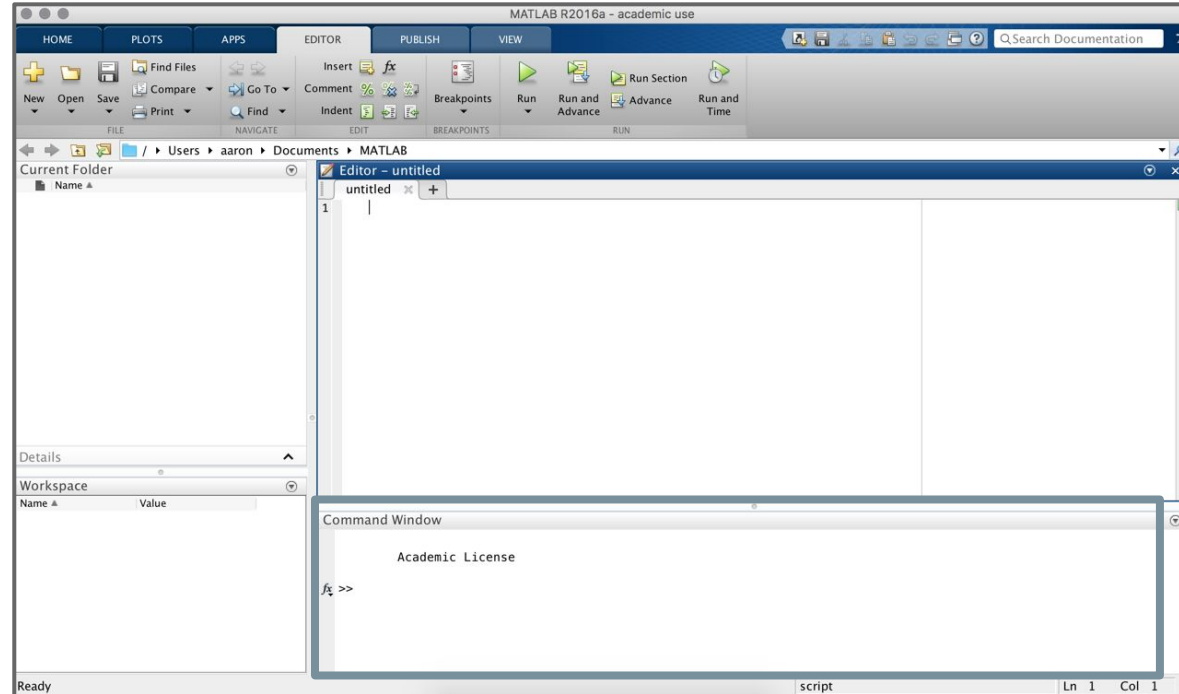 MATLAB R2016a - academic use
HOME PLOTS APPS EDITOR PUBLISH VIEW Search Documentation
Find Files Insert fx
Compare Go To Comment Run Section
New Open Save Print Find Indent Breakpoints Run Run and Advance Advance Run and Time
FILE NAVIGATE EDIT BREAKPOINTS RUN
/ Users aaron Documents MATLAB
Current Folder
Name
Editor - untitled
untitled +
1
Details
Workspace
Name Value
Command Window
Academic License
fx >>
Ready script Ln 1 Col 1